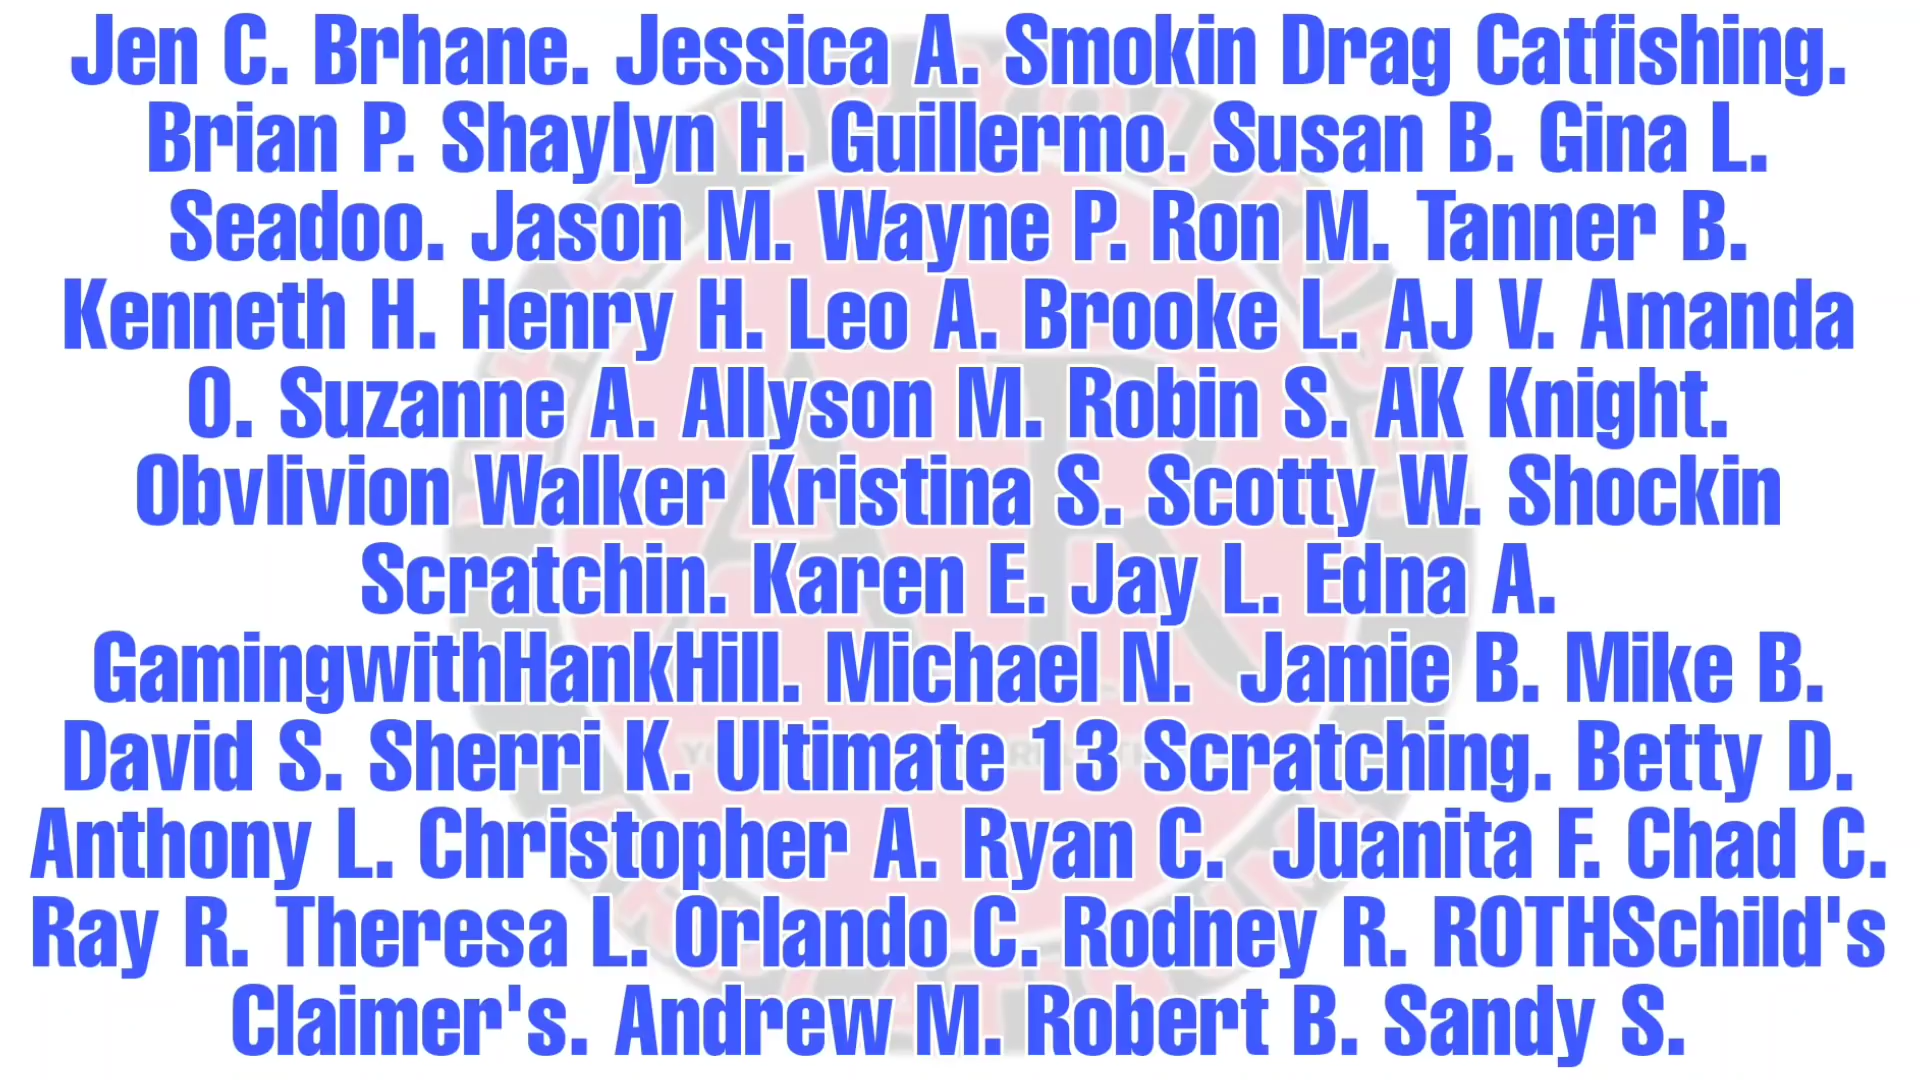 Jen C. Brhane. Jessica A. Smokin Drag Catfishing.
Brian P. Shaylyn H. Guillermo. Susan B. Gina L.
Seadoo. Jason M. Wayne P. Ron M. Tanner B.
Kenneth H. Henry H. Leo A. Brooke L. AJ V. Amanda
O. Suzanne A. Allyson M. Robin S. AK Knight.
Obvlivion Walker Kristina S. Scotty W. Shockin
Scratchin. Karen E. Jay L. Edna A.
GamingwithHankHill. Michael N.  Jamie B. Mike B.
David S. Sherri K. Ultimate 13 Scratching. Betty D.
Anthony L. Christopher A. Ryan C.  Juanita F. Chad C.
Ray R. Theresa L. Orlando C. Rodney R. ROTHSchild's
Claimer's. Andrew M. Robert B. Sandy S.